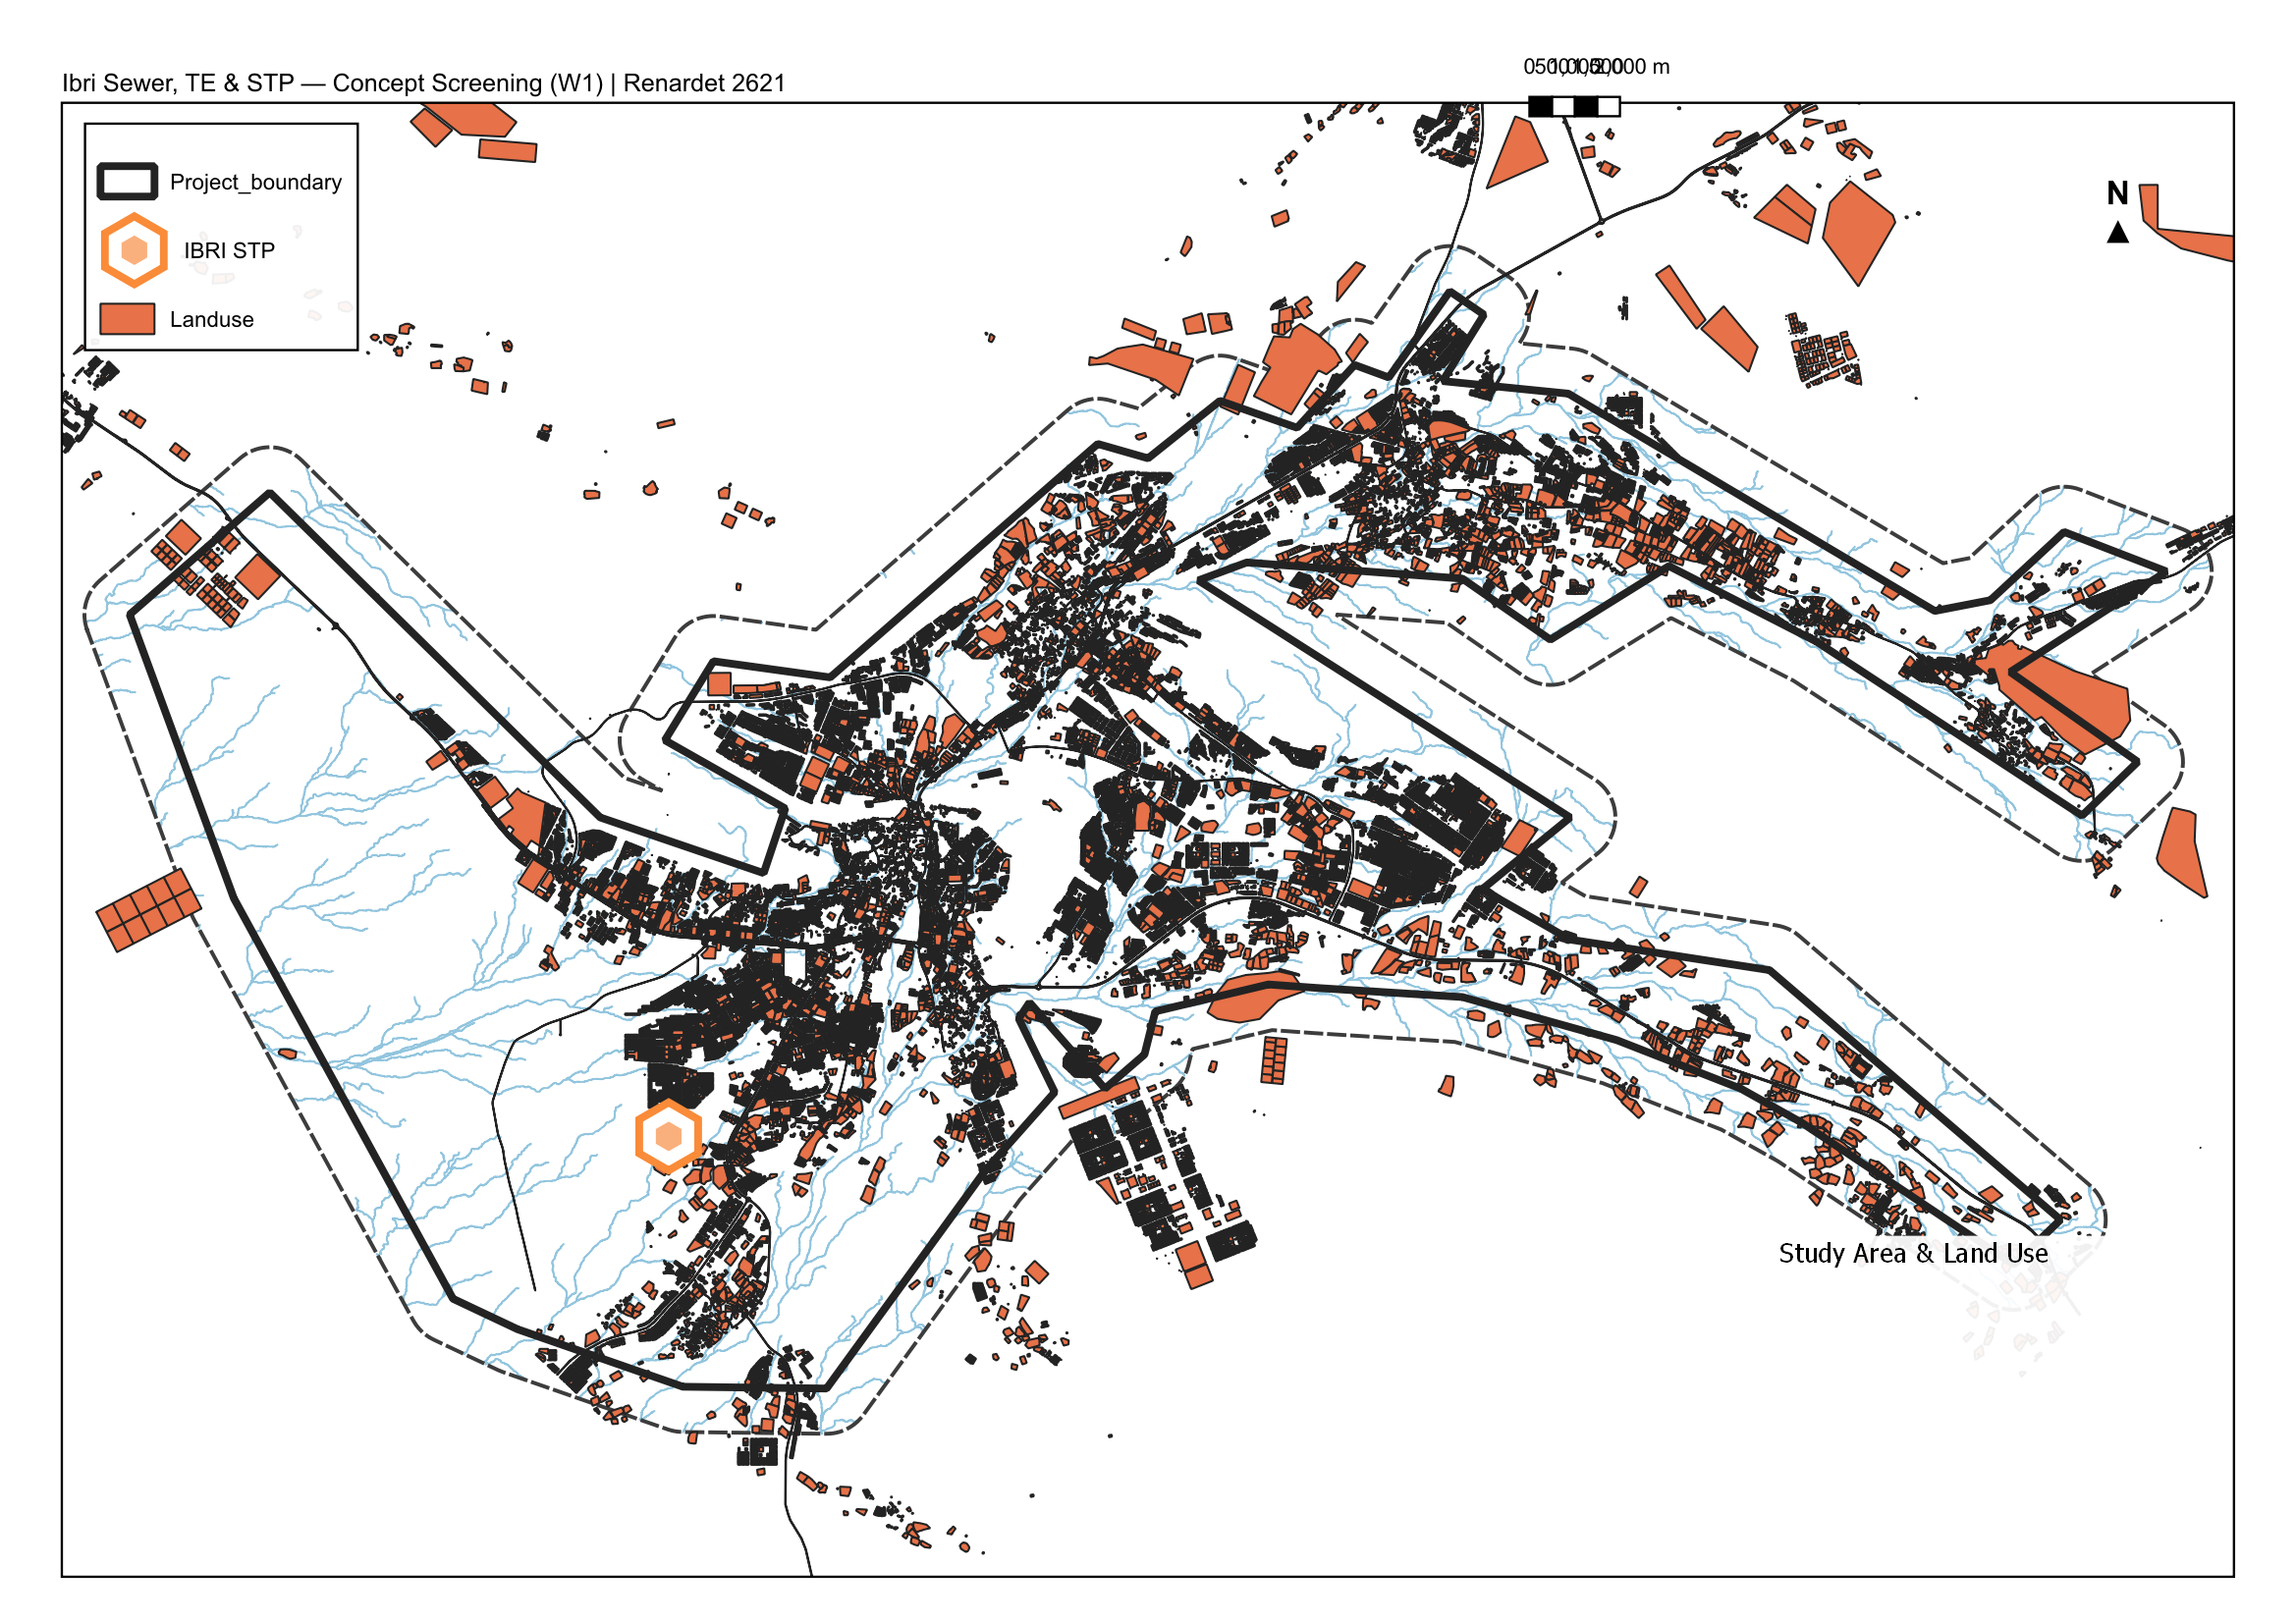 Ibri Sewer, TE & STP — Concept Screening (W1) | Renardet 2621
N
Project_boundary
IBRI STP
Landuse
Study Area & Land Use